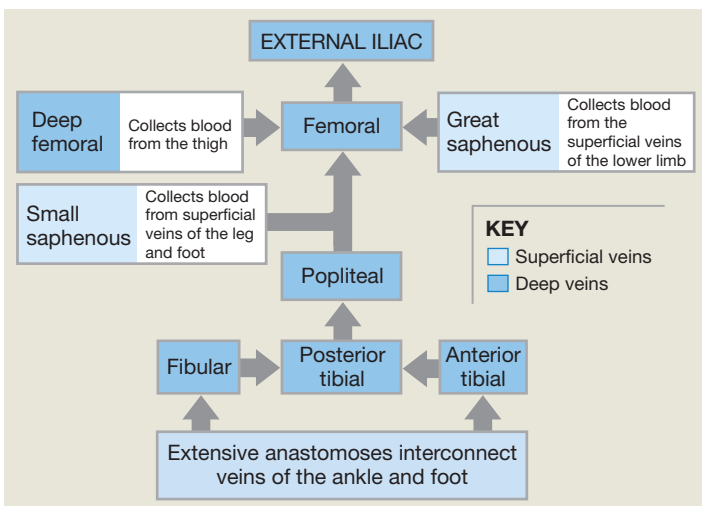 EXTERNAL ILIAC
Deep
femoral
Collects blood
from the thigh
Femoral
Great
saphenous
Collects blood
from the
superficial veins
of the lower limb
Small
saphenous
Collects blood
from superficial
veins of the leg
and foot
KEY
Superficial veins
Deep veins
Popliteal
Fibular
Posterior
tibial
Anterior
tibial
Extensive anastomoses interconnect
veins of the ankle and foot